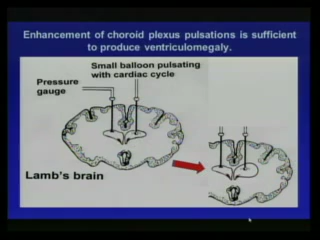 Enhancement of choroid plexus pulsations is sufficient
to produce ventriculomegaly.
Small balloon pulsating
with cardiac cycle
Pressure
gauge
Lamb's brain